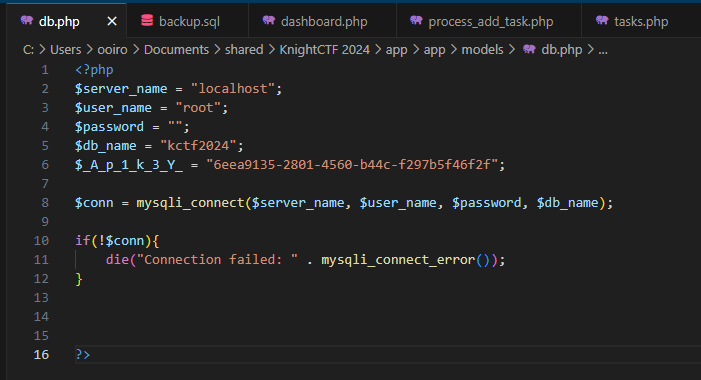 db.php backup.sql dashboard.php process_add_task.php tasks.php
C: > Users > ooiro > Documents > shared > KnightCTF 2024 > app > app > models > db.php > ...
1 <?php
2 $server_name = "localhost";
3 $user_name = "root";
4 $password = "";
5 $db_name = "kctf2024";
6 $_A_p_1_k_3_Y_ = "6eea9135-2801-4560-b44c-f297b5f46f2f";
7
8 $conn = mysqli_connect($server_name, $user_name, $password, $db_name);
9
10 if(!$conn){
11 die("Connection failed: " . mysqli_connect_error());
12 }
13
14
15
16 ?>